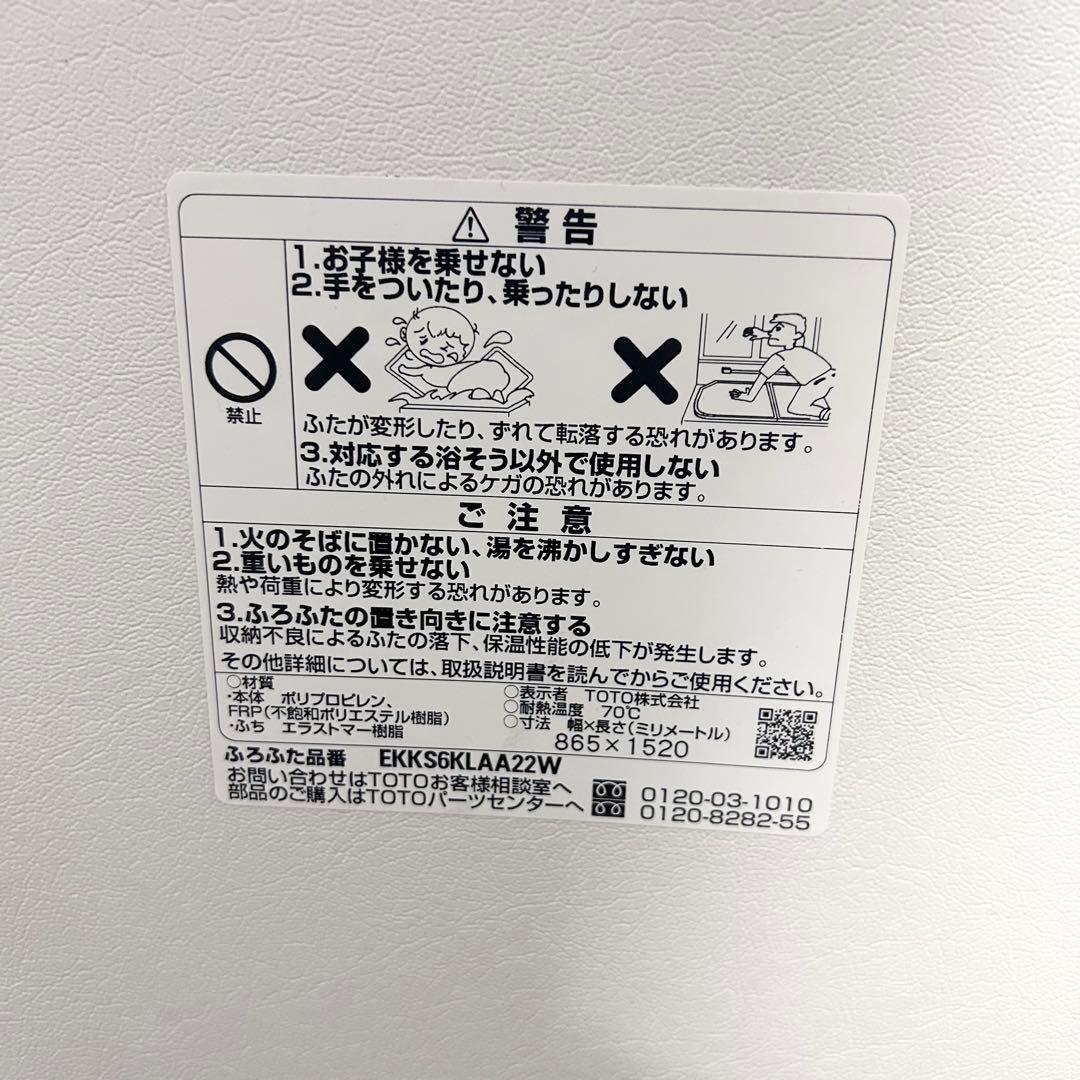 警告
1.お子様を乗せない
2.手をついたり、乗ったりしない
禁止
ふたが変形したり、ずれて転落する恐れがあります。
3.対応する浴そう以外で使用しない
ふたの外れによるケガの恐れがあります。
ご注意
1.火のそばに置かない、湯を沸かしすぎない
2.重いものを乗せない
熱や荷重により変形する恐れがあります。
3.ふろふたの置き向きに注意する
収納不良によるふたの落下、保温性能の低下が発生します。
その他詳細については、取扱説明書を読んでからご使用ください。
○材質
・本体 ポリプロピレン、
FRP(不飽和ポリエステル樹脂)
・ふち エラストマー樹脂
○表示者 TOTO株式会社
○耐熱温度 70℃
○寸法 幅×長さ(ミリメートル)
865×1520
ふろふた品番 EKKS6KLAA22W
お問い合わせはTOTOお客様相談室へ 0120-03-1010
部品のご購入はTOTOパーツセンターへ 0120-8282-55